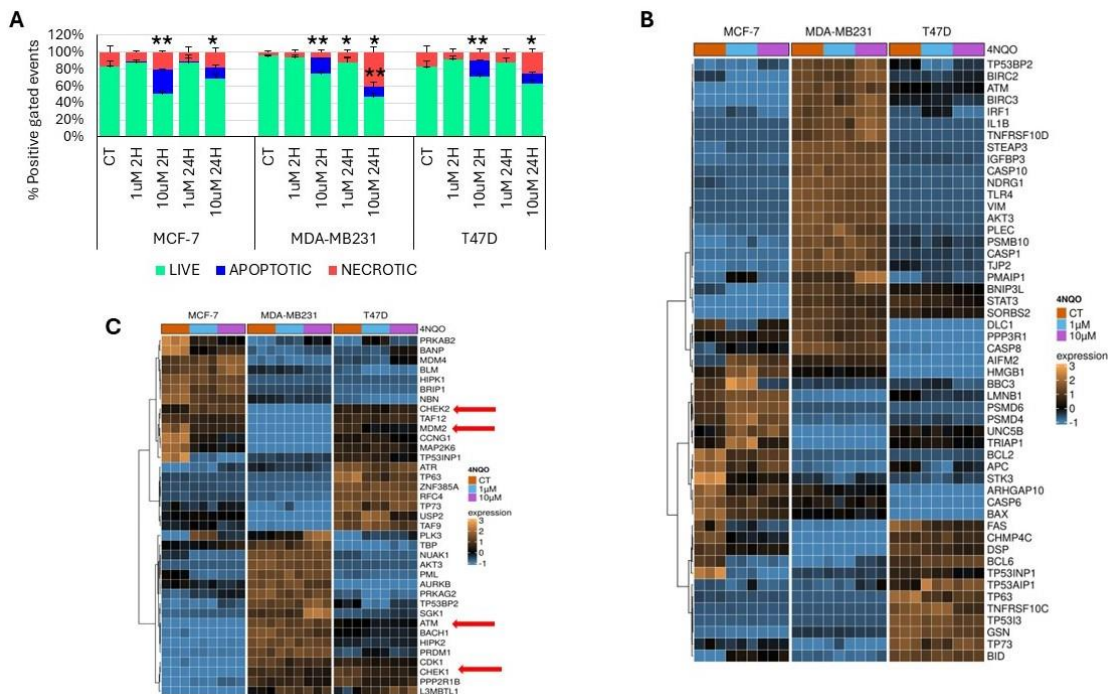 A
120%
100%
80%
60%
40%
20%
0%
% Positive gated events
** * ** * * ** *
**
CT
1uM 2H
10uM 2H
1uM 24H
10uM 24H
CT
1uM 2H
10uM 2H
1uM 24H
10uM 24H
CT
1uM 2H
10uM 2H
1uM 24H
10uM 24H
MCF-7 MDA-MB231 T47D
LIVE APOPTOTIC NECROTIC
B
MCF-7 MDA-MB231 T47D
4NQO
TP53BP2
BIRC2
ATM
BIRC3
IRF1
IL1B
TNFRSF10D
STEAP3
IGFBP3
CASP10
NDRG1
TLR4
VIM
AKT3
PLEC
PSMB10
CASP1
TJP2
PMAIP1
BNIP3L
STAT3
SORBS2
DLC1
PPP3R1
CASP8
AIFM2
HMGB1
BBC3
LMNB1
PSMD6
PSMD4
UNC5B
TRIAP1
BCL2
APC
STK3
ARHGAP10
CASP6
BAX
FAS
CHMP4C
DSP
BCL6
TP53INP1
TP53AIP1
TP63
TNFRSF10C
TP53I3
GSN
TP73
BID
4NQO
CT
1µM
10µM
expression
3
2
1
0
-1
C
MCF-7 MDA-MB231 T47D
4NQO
PRKAB2
BANP
MDM4
BLM
HIPK1
BRIP1
NBN
CHEK2
TAF12
MDM2
CCNG1
MAP2K6
TP53INP1
ATR
TP63
ZNF385A
RFC4
TP73
USP2
TAF9
PLK3
TBP
NUAK1
AKT3
PML
AURKB
PRKAG2
TP53BP2
SGK1
ATM
BACH1
HIPK2
PRDM1
CDK1
CHEK1
PPP2R1B
L3MBTL1
4NQO
CT
1µM
10µM
expression
3
2
1
0
-1